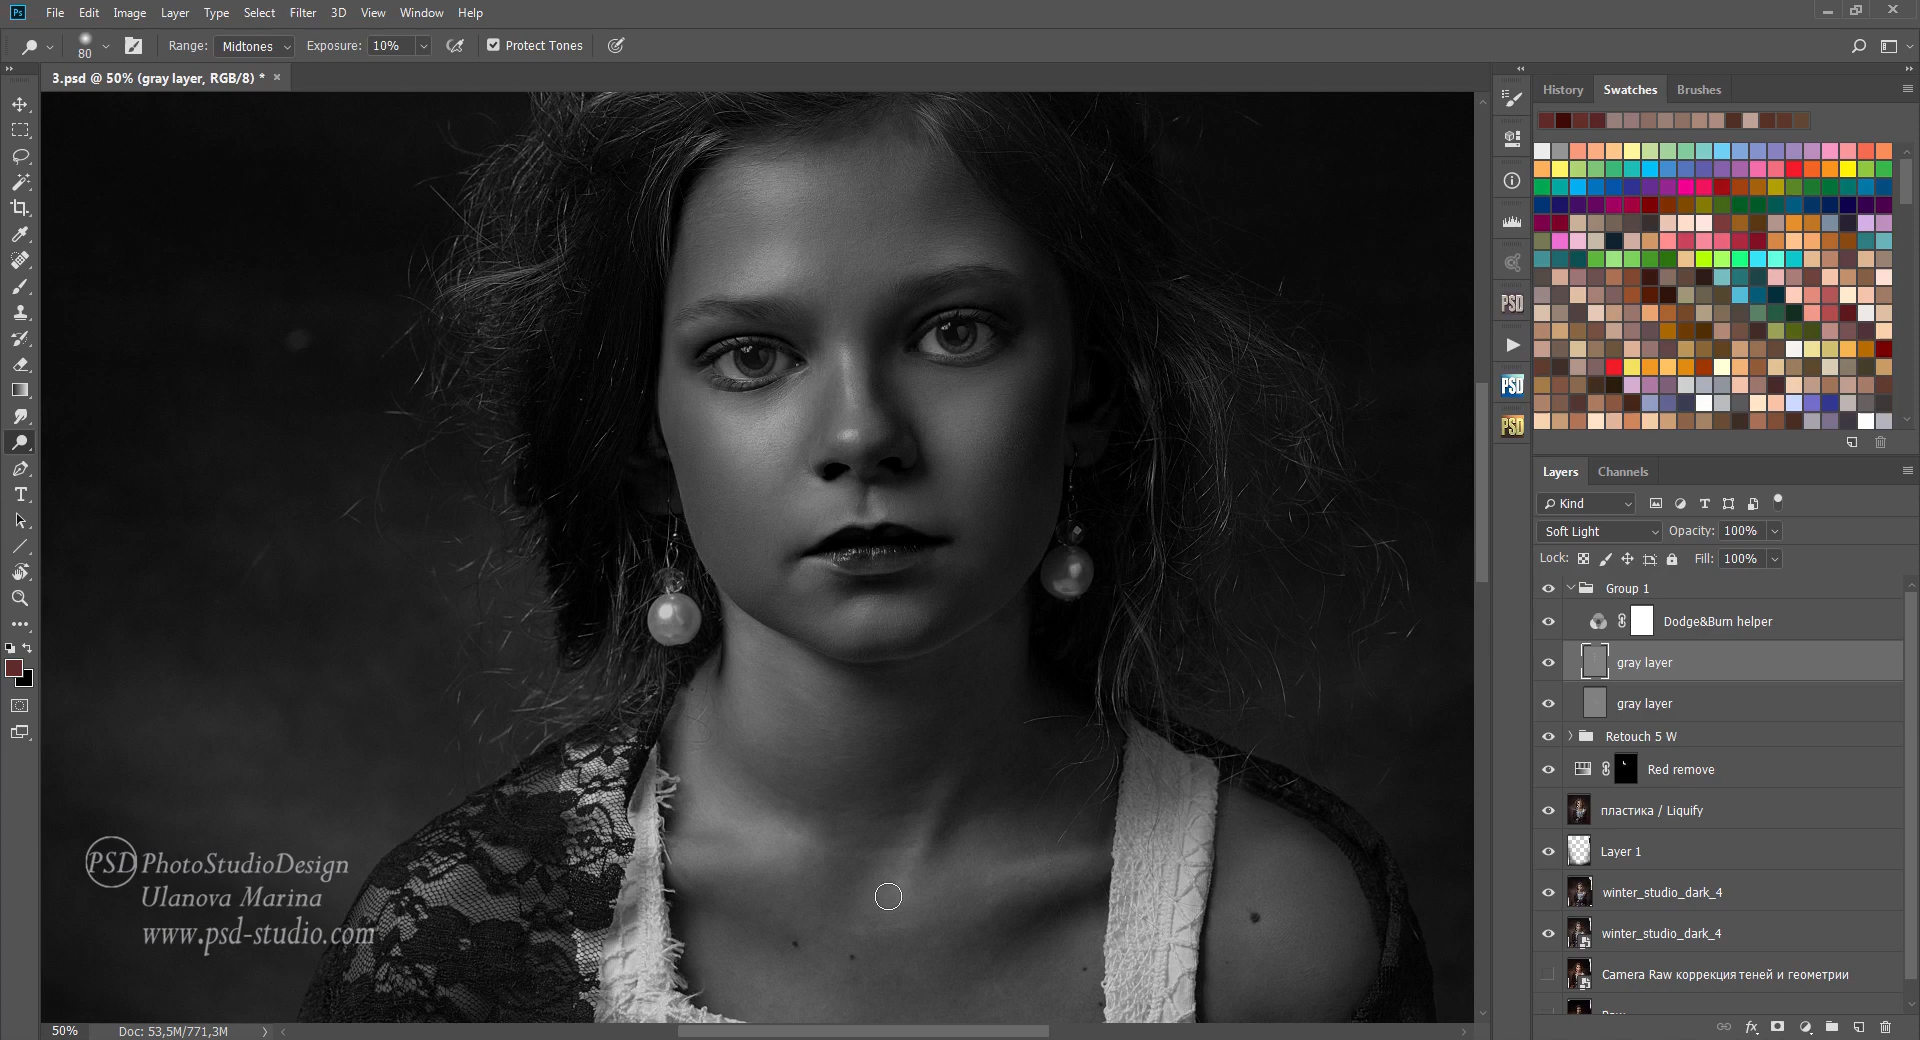 Ps File Edit Image Layer Type Select Filter 3D View Window Help
80 Range: Midtones Exposure: 10% Protect Tones
3.psd @ 50% (gray layer, RGB/8) * ×
History Swatches Brushes
PSD
PSD
PSD
Layers Channels
Kind
Soft Light Opacity: 100%
Lock: Fill: 100%
Group 1
Dodge&Burn helper
gray layer
gray layer
Retouch 5 W
Red remove
пластика / Liquify
Layer 1
winter_studio_dark_4
winter_studio_dark_4
Camera Raw коррекция теней и геометрии
PSD PhotoStudioDesign
Ulanova Marina
www.psd-studio.com
50% Doc: 53,5M/771,3M